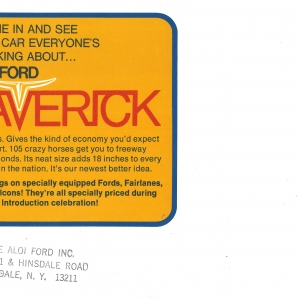 E IN AND SEE
CAR EVERYONE'S
KING ABOUT...
FORD
AVERICK
s. Gives the kind of economy you'd expect
rt. 105 crazy horses get you to freeway
onds. Its neat size adds 18 inches to every
in the nation. It's our newest better idea.
gs on specially equipped Fords, Fairlanes,
lcons! They're all specially priced during
Introduction celebration!
E ALOI FORD INC.
1 & HINSDALE ROAD
DALE, N. Y. 13211